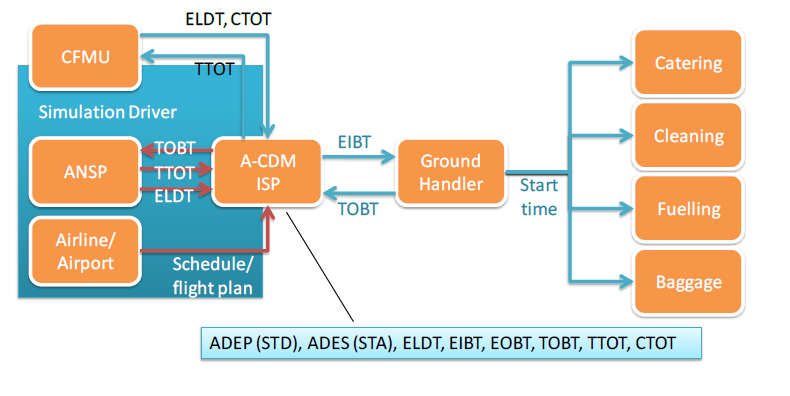 ELDT, CTOT
CFMU
TTOT
Simulation Driver
ANSP
TOBT
TTOT
ELDT
A-CDM
ISP
EIBT
TOBT
Ground
Handler
Start
time
Catering
Cleaning
Fuelling
Baggage
Airline/
Airport
Schedule/
flight plan
ADEP (STD), ADES (STA), ELDT, EIBT, EOBT, TOBT, TTOT, CTOT